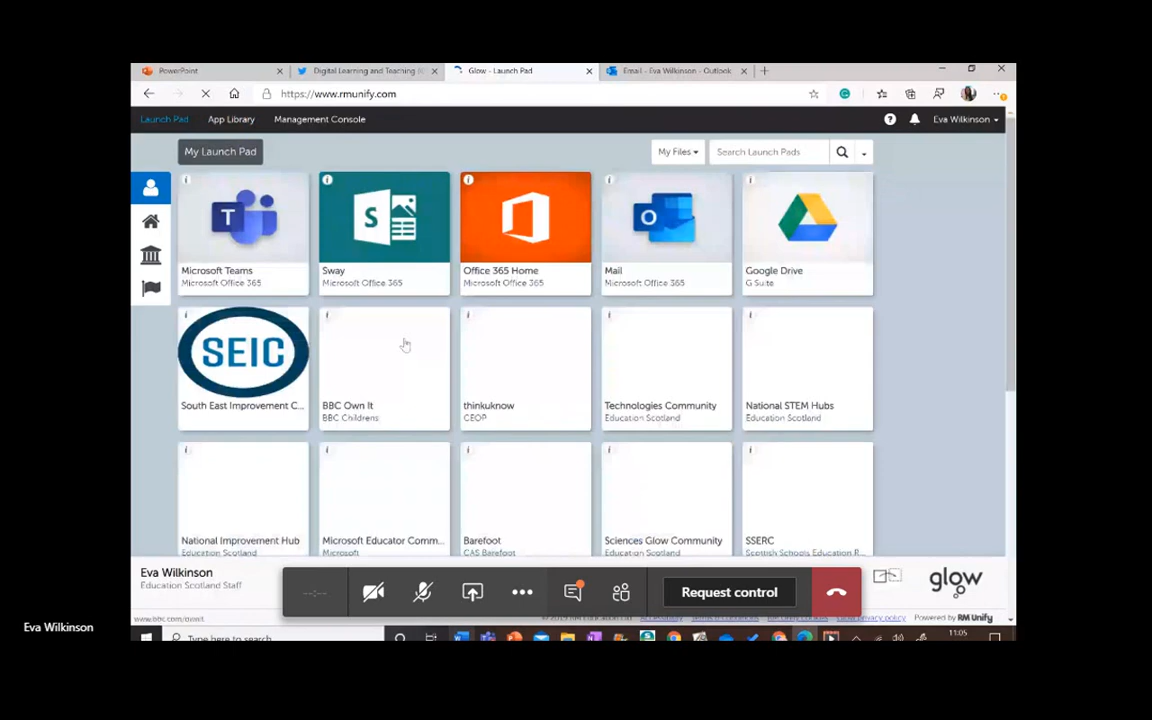 PowerPoint
Digital Learning and Teaching (
Glow - Launch Pad
Email - Eva Wilkinson - Outlook
https://www.rmunify.com
Launch Pad App Library Management Console
Eva Wilkinson
My Launch Pad
My Files
Search Launch Pads
Microsoft Teams
Microsoft Office 365
Sway
Microsoft Office 365
Office 365 Home
Microsoft Office 365
Mail
Microsoft Office 365
Google Drive
G Suite
SEIC
South East Improvement C...
BBC Own It
BBC Childrens
thinkuknow
CEOP
Technologies Community
Education Scotland
National STEM Hubs
Education Scotland
National Improvement Hub
Education Scotland
Microsoft Educator Comm...
Microsoft
Barefoot
CAS Barefoot
Sciences Glow Community
Education Scotland
SSERC
Scottish Schools Education R...
Eva Wilkinson
Education Scotland Staff
--:--
Request control
glow
Powered by RM Unify
Eva Wilkinson
Type here to search
11:05